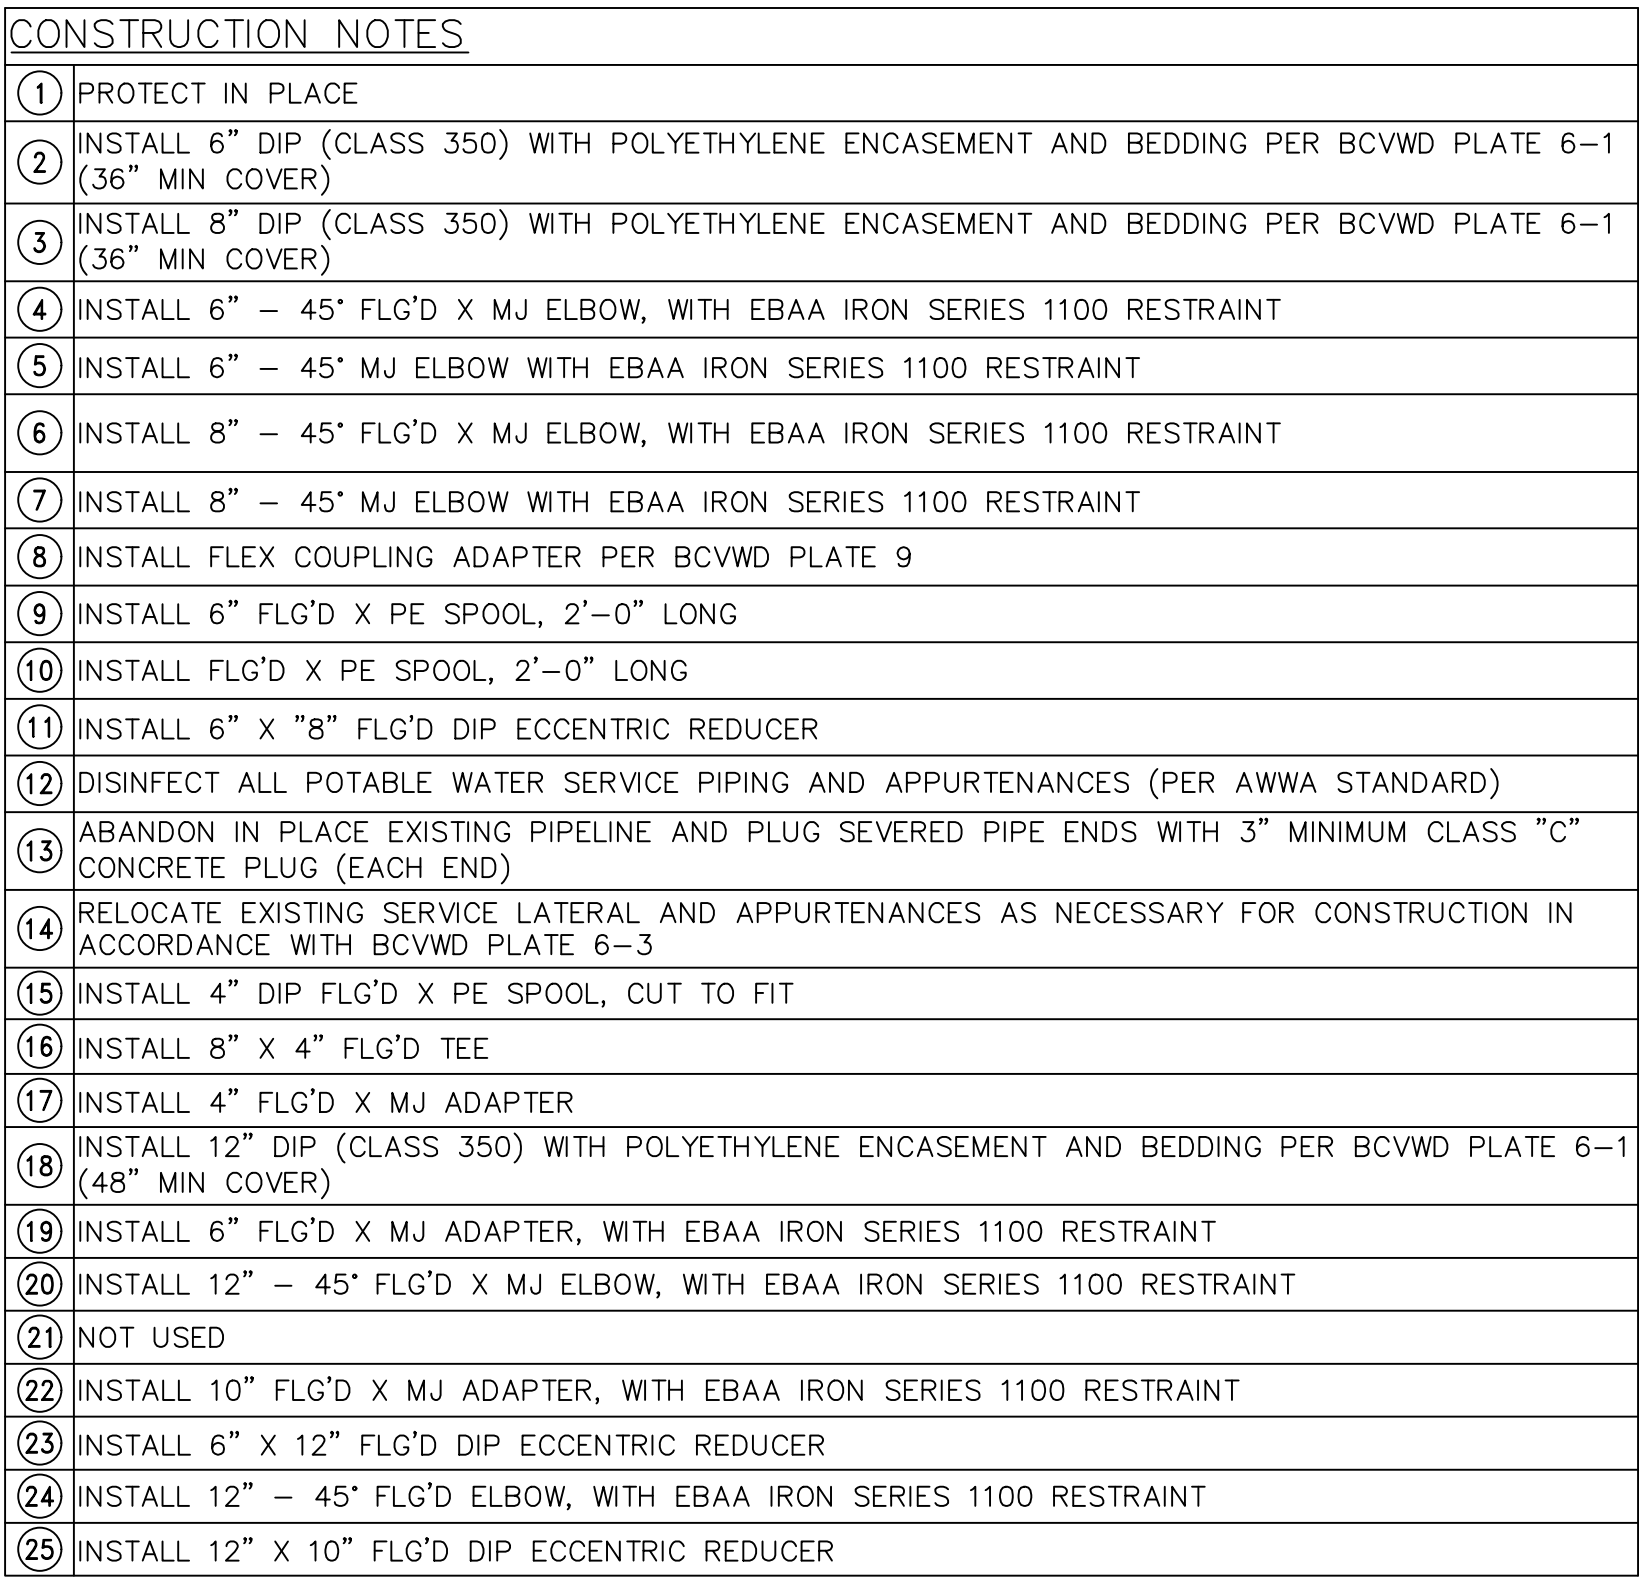 CONSTRUCTION NOTES
1 PROTECT IN PLACE
2 INSTALL 6” DIP (CLASS 350) WITH POLYETHYLENE ENCASEMENT AND BEDDING PER BCVWD PLATE 6–1
(36” MIN COVER)
3 INSTALL 8” DIP (CLASS 350) WITH POLYETHYLENE ENCASEMENT AND BEDDING PER BCVWD PLATE 6–1
(36” MIN COVER)
4 INSTALL 6” – 45° FLG’D X MJ ELBOW, WITH EBAA IRON SERIES 1100 RESTRAINT
5 INSTALL 6” – 45° MJ ELBOW WITH EBAA IRON SERIES 1100 RESTRAINT
6 INSTALL 8” – 45° FLG’D X MJ ELBOW, WITH EBAA IRON SERIES 1100 RESTRAINT
7 INSTALL 8” – 45° MJ ELBOW WITH EBAA IRON SERIES 1100 RESTRAINT
8 INSTALL FLEX COUPLING ADAPTER PER BCVWD PLATE 9
9 INSTALL 6” FLG’D X PE SPOOL, 2’–0” LONG
10 INSTALL FLG’D X PE SPOOL, 2’–0” LONG
11 INSTALL 6” X ”8” FLG’D DIP ECCENTRIC REDUCER
12 DISINFECT ALL POTABLE WATER SERVICE PIPING AND APPURTENANCES (PER AWWA STANDARD)
13 ABANDON IN PLACE EXISTING PIPELINE AND PLUG SEVERED PIPE ENDS WITH 3” MINIMUM CLASS ”C”
CONCRETE PLUG (EACH END)
14 RELOCATE EXISTING SERVICE LATERAL AND APPURTENANCES AS NECESSARY FOR CONSTRUCTION IN
ACCORDANCE WITH BCVWD PLATE 6–3
15 INSTALL 4” DIP FLG’D X PE SPOOL, CUT TO FIT
16 INSTALL 8” X 4” FLG’D TEE
17 INSTALL 4” FLG’D X MJ ADAPTER
18 INSTALL 12” DIP (CLASS 350) WITH POLYETHYLENE ENCASEMENT AND BEDDING PER BCVWD PLATE 6–1
(48” MIN COVER)
19 INSTALL 6” FLG’D X MJ ADAPTER, WITH EBAA IRON SERIES 1100 RESTRAINT
20 INSTALL 12” – 45° FLG’D X MJ ELBOW, WITH EBAA IRON SERIES 1100 RESTRAINT
21 NOT USED
22 INSTALL 10” FLG’D X MJ ADAPTER, WITH EBAA IRON SERIES 1100 RESTRAINT
23 INSTALL 6” X 12” FLG’D DIP ECCENTRIC REDUCER
24 INSTALL 12” – 45° FLG’D ELBOW, WITH EBAA IRON SERIES 1100 RESTRAINT
25 INSTALL 12” X 10” FLG’D DIP ECCENTRIC REDUCER